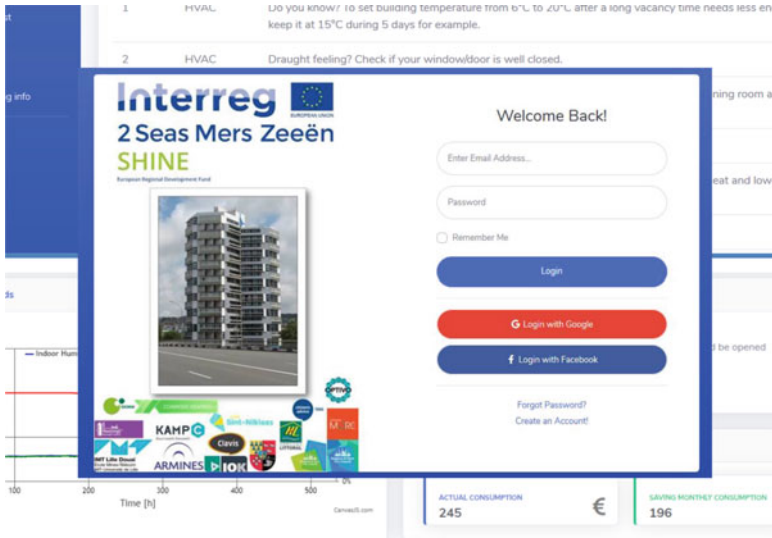 st
1 HVAC Do you know? To set building temperature from 6°C to 20°C after a long vacancy time needs less en
keep it at 15°C during 5 days for example.
2 HVAC Draught feeling? Check if your window/door is well closed.
g info
ning room a
eat and low
Interreg
EUROPEAN UNION
2 Seas Mers Zeeën
SHINE
European Regional Development Fund
OPTIVO
KAMP C
Sint-Niklaas
Clavis
LITTORAL
IMT Lille Douai
ARMINES
IOK
Welcome Back!
Enter Email Address...
Password
Remember Me
Login
G Login with Google
f Login with Facebook
Forgot Password?
Create an Account!
ds
Indoor Hum
d be opened
0%
100 200 300 400 500
Time [h]
CanvasJS.com
ACTUAL CONSUMPTION
245
€
SAVING MONTHLY CONSUMPTION
196